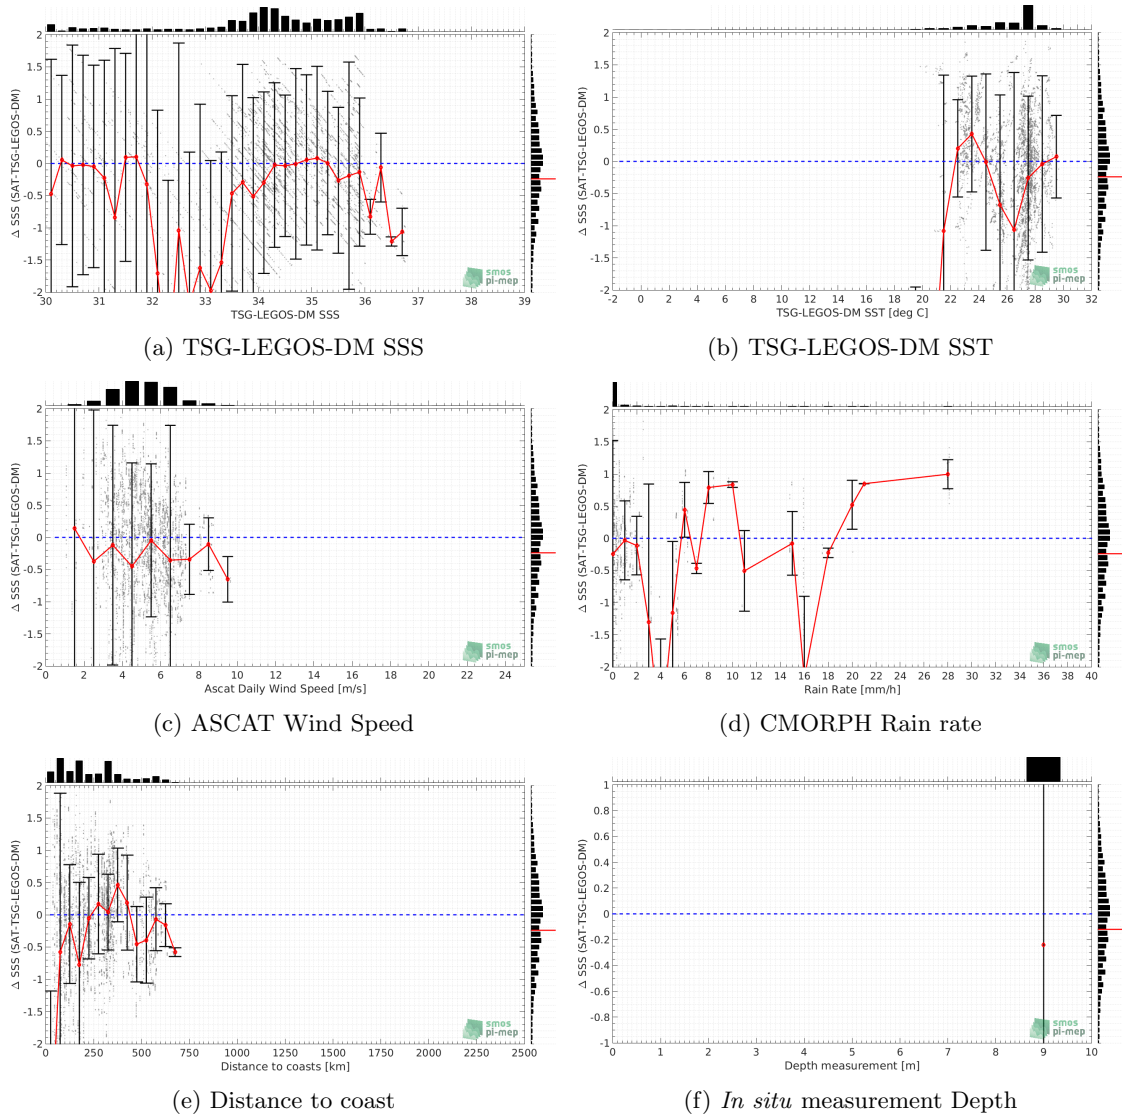 2
1.5
1
0.5
0
-0.5
-1
-1.5
-2
Δ SSS (SAT-TSG-LEGOS-DM)
30 31 32 33 34 35 36 37 38 39
TSG-LEGOS-DM SSS
smos
pi-mep
(a) TSG-LEGOS-DM SSS
2
1.5
1
0.5
0
-0.5
-1
-1.5
-2
Δ SSS (SAT-TSG-LEGOS-DM)
-2 0 2 4 6 8 10 12 14 16 18 20 22 24 26 28 30 32
TSG-LEGOS-DM SST [deg C]
smos
pi-mep
(b) TSG-LEGOS-DM SST
2
1.5
1
0.5
0
-0.5
-1
-1.5
-2
Δ SSS (SAT-TSG-LEGOS-DM)
0 2 4 6 8 10 12 14 16 18 20 22 24
Ascat Daily Wind Speed [m/s]
smos
pi-mep
(c) ASCAT Wind Speed
2
1.5
1
0.5
0
-0.5
-1
-1.5
-2
Δ SSS (SAT-TSG-LEGOS-DM)
0 2 4 6 8 10 12 14 16 18 20 22 24 26 28 30 32 34 36 38 40
Rain Rate [mm/h]
smos
pi-mep
(d) CMORPH Rain rate
2
1.5
1
0.5
0
-0.5
-1
-1.5
-2
Δ SSS (SAT-TSG-LEGOS-DM)
0 250 500 750 1000 1250 1500 1750 2000 2250 2500
Distance to coasts [km]
smos
pi-mep
(e) Distance to coast
1
0.8
0.6
0.4
0.2
0
-0.2
-0.4
-0.6
-0.8
-1
Δ SSS (SAT-TSG-LEGOS-DM)
0 1 2 3 4 5 6 7 8 9 10
Depth measurement [m]
smos
pi-mep
(f) In situ measurement Depth